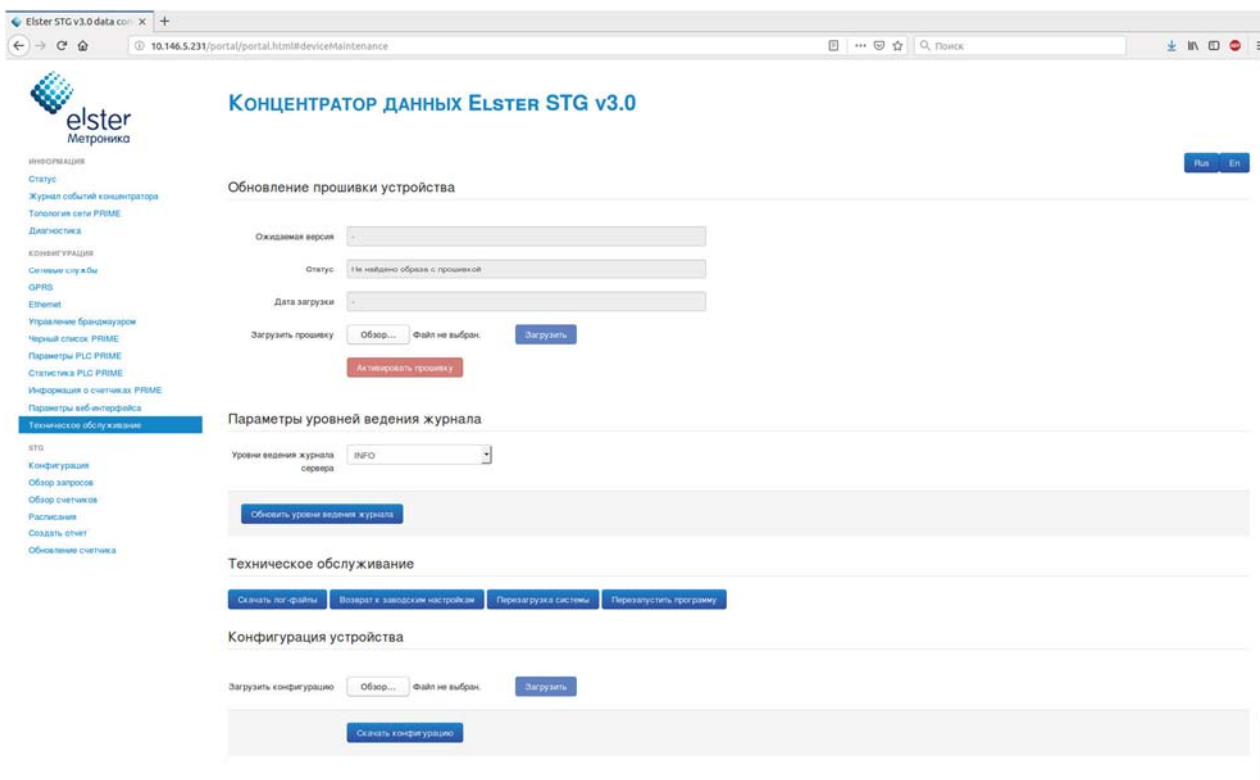 Elster STG v3.0 data con
10.146.5.231/portal/portal.html#deviceMaintenance
Поиск
elster
Метроника
КОНЦЕНТРАТОР ДАННЫХ ELSTER STG v3.0
Rus En
ИНФОРМАЦИЯ
Статус
Журнал событий концентратора
Топология сети PRIME
Диагностика
КОНФИГУРАЦИЯ
Сетевые службы
GPRS
Ethernet
Управление брандмауэром
Черный список PRIME
Параметры PLC PRIME
Статистика PLC PRIME
Информация о счетчиках PRIME
Параметры веб-интерфейса
Техническое обслуживание
STG
Конфигурация
Обзор запросов
Обзор счетчиков
Расписания
Создать отчет
Обновление счетчика
Обновление прошивки устройства
Ожидаемая версия -
Статус Не найдено образа с прошивкой
Дата загрузки -
Загрузить прошивку Обзор... Файл не выбран. Загрузить
Активировать прошивку
Параметры уровней ведения журнала
Уровни ведения журнала INFO
сервера
Обновить уровни ведения журнала
Техническое обслуживание
Скачать лог-файлы Возврат к заводским настройкам Перезагрузка системы Перезапустить программу
Конфигурация устройства
Загрузить конфигурацию Обзор... Файл не выбран. Загрузить
Скачать конфигурацию